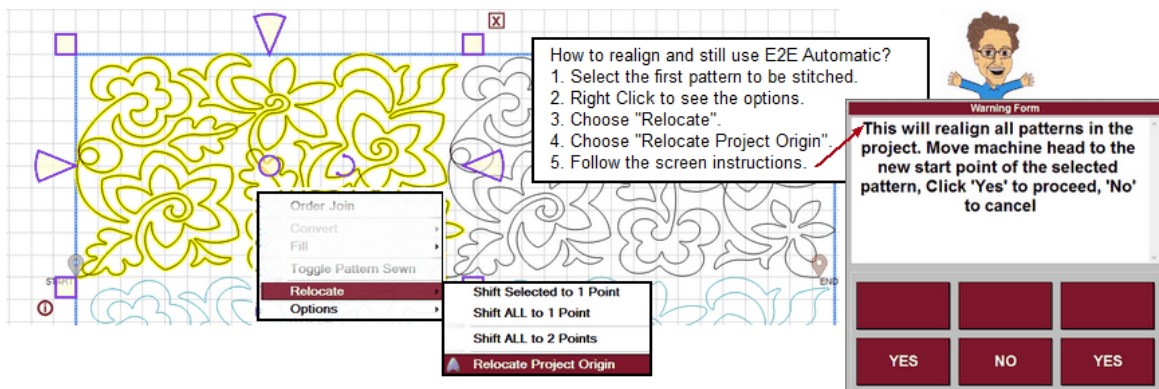 X
How to realign and still use E2E Automatic?
1. Select the first pattern to be stitched.
2. Right Click to see the options.
3. Choose "Relocate".
4. Choose "Relocate Project Origin".
5. Follow the screen instructions.
Warning Form
This will realign all patterns in the
project. Move machine head to the
new start point of the selected
pattern, Click 'Yes' to proceed, 'No'
to cancel
Order Join
Convert
Fill
Toggle Pattern Sewn
Relocate
Options
START
END
Shift Selected to 1 Point
Shift ALL to 1 Point
Shift ALL to 2 Points
Relocate Project Origin
YES
NO
YES